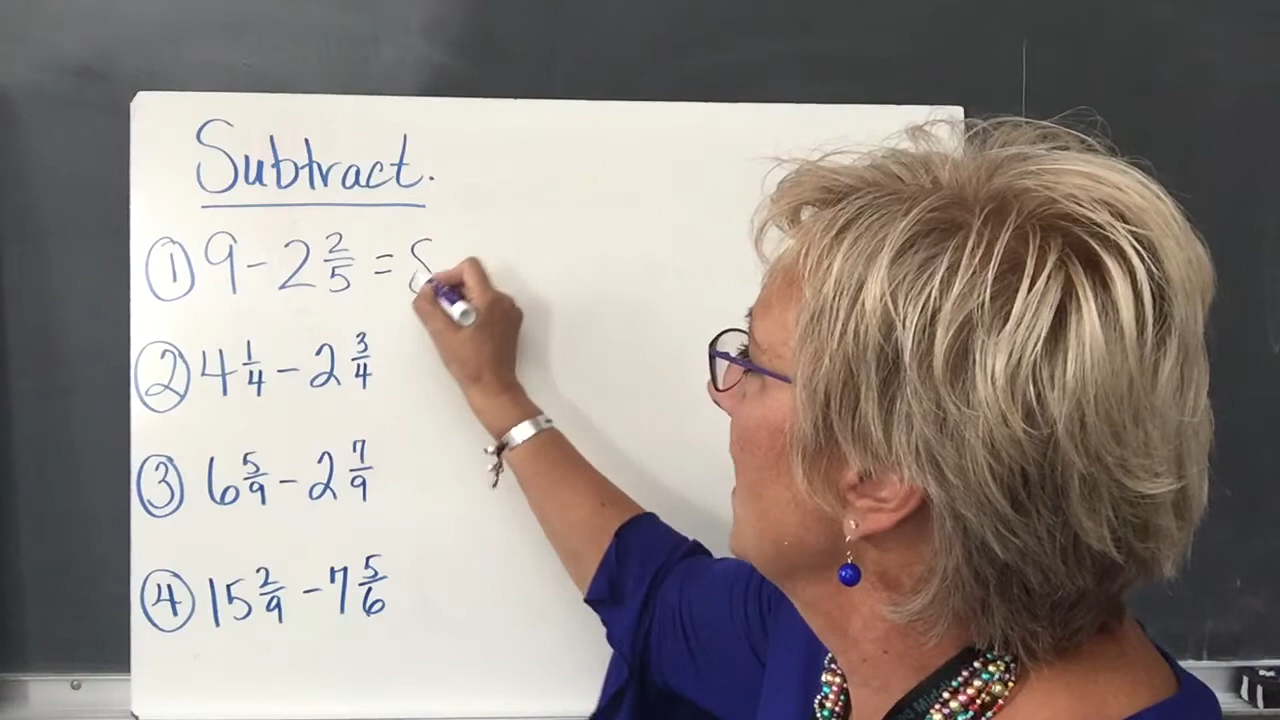 Subtract.
① 9 - 2 2/5 = 8
② 4 1/4 - 2 3/4
③ 6 5/9 - 2 7/9
④ 15 2/9 - 7 5/6